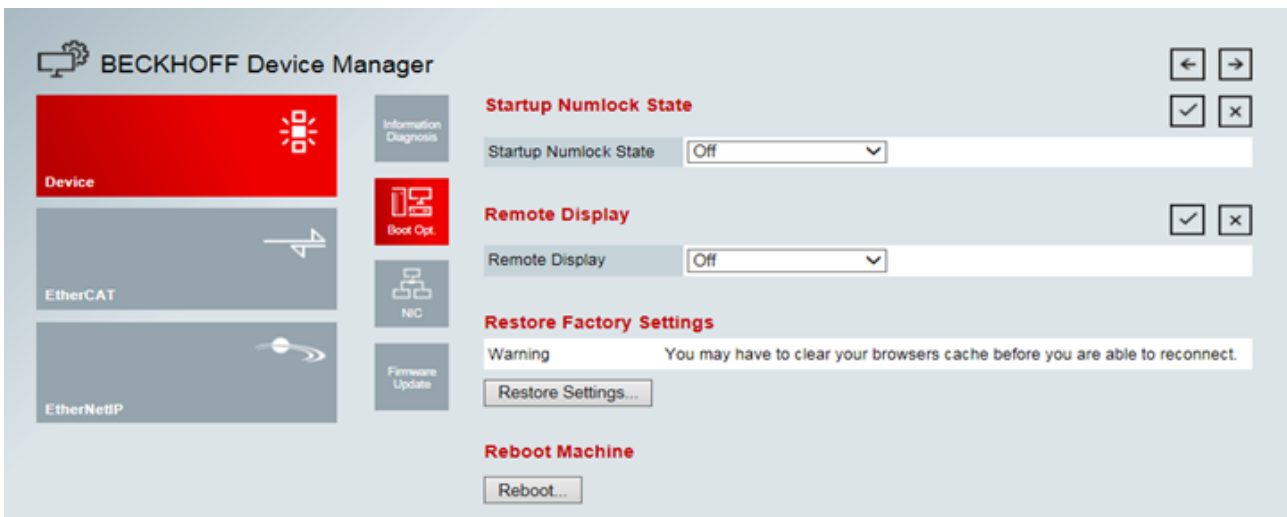 BECKHOFF Device Manager
Device
EtherCAT
EtherNetIP
Information
Diagnosis
Boot Opt.
NIC
Firmware
Update
Startup Numlock State
Startup Numlock State Off
Remote Display
Remote Display Off
Restore Factory Settings
Warning You may have to clear your browsers cache before you are able to reconnect.
Restore Settings...
Reboot Machine
Reboot...